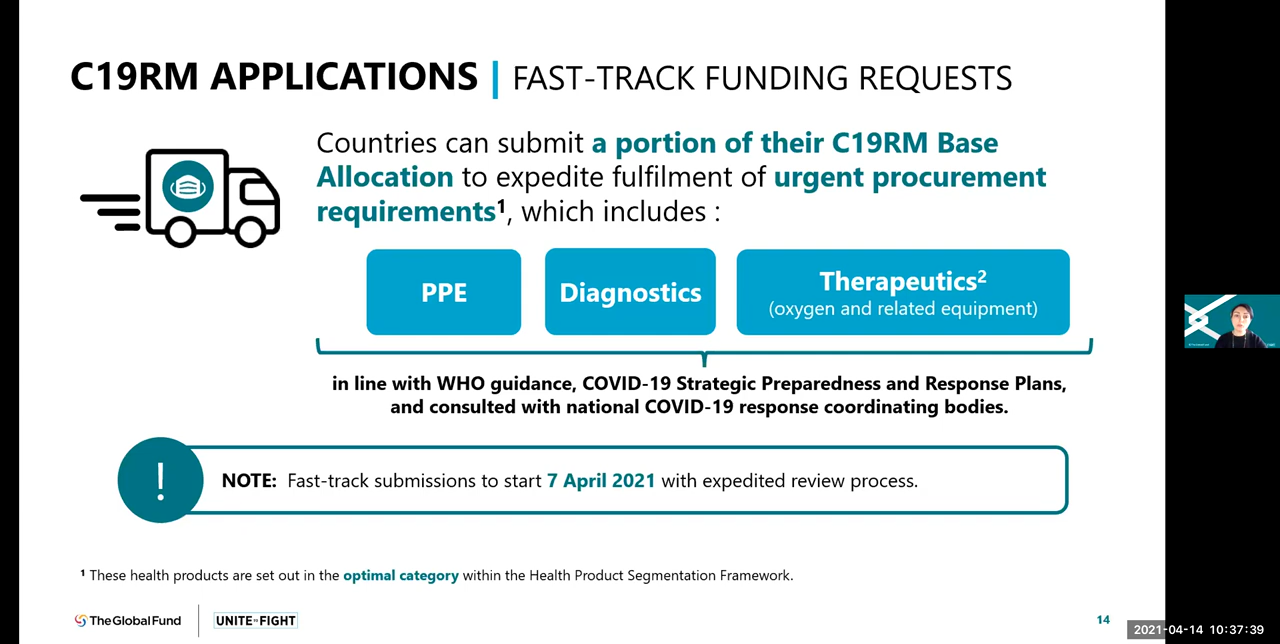 C19RM APPLICATIONS | FAST-TRACK FUNDING REQUESTS
Countries can submit a portion of their C19RM Base
Allocation to expedite fulfilment of urgent procurement
requirements¹, which includes :
PPE
Diagnostics
Therapeutics²
(oxygen and related equipment)
in line with WHO guidance, COVID-19 Strategic Preparedness and Response Plans,
and consulted with national COVID-19 response coordinating bodies.
!
NOTE: Fast-track submissions to start 7 April 2021 with expedited review process.
¹ These health products are set out in the optimal category within the Health Product Segmentation Framework.
The Global Fund
UNITE TO FIGHT
14
2021-04-14 10:37:39